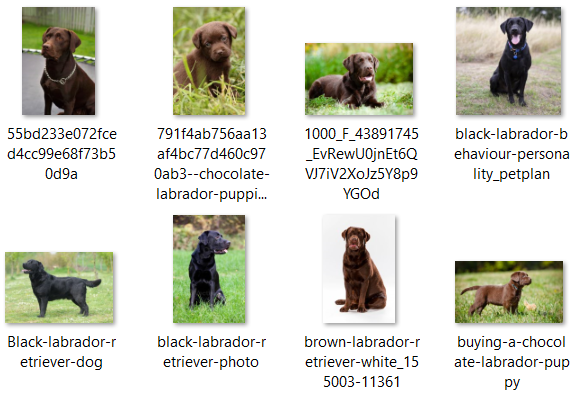 55bd233e072fce
d4cc99e68f73b5
0d9a
791f4ab756aa13
af4bc77d460c97
0ab3--chocolate-
labrador-puppi...
1000_F_43891745
_EvRewU0jnEt6Q
VJ7iV2XoJz5Y8p9
YGOd
black-labrador-b
ehaviour-persona
lity_petplan
Black-labrador-r
etriever-dog
black-labrador-r
etriever-photo
brown-labrador-r
etriever-white_15
5003-11361
buying-a-chocol
ate-labrador-pup
py